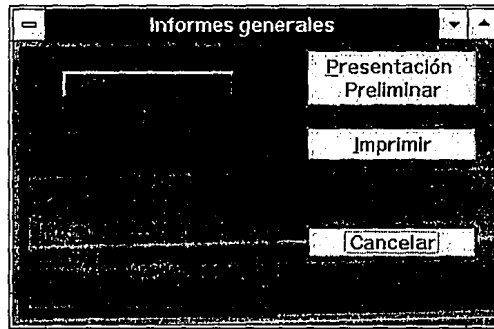 Informes generales
Presentación
Preliminar
Imprimir
Cancelar